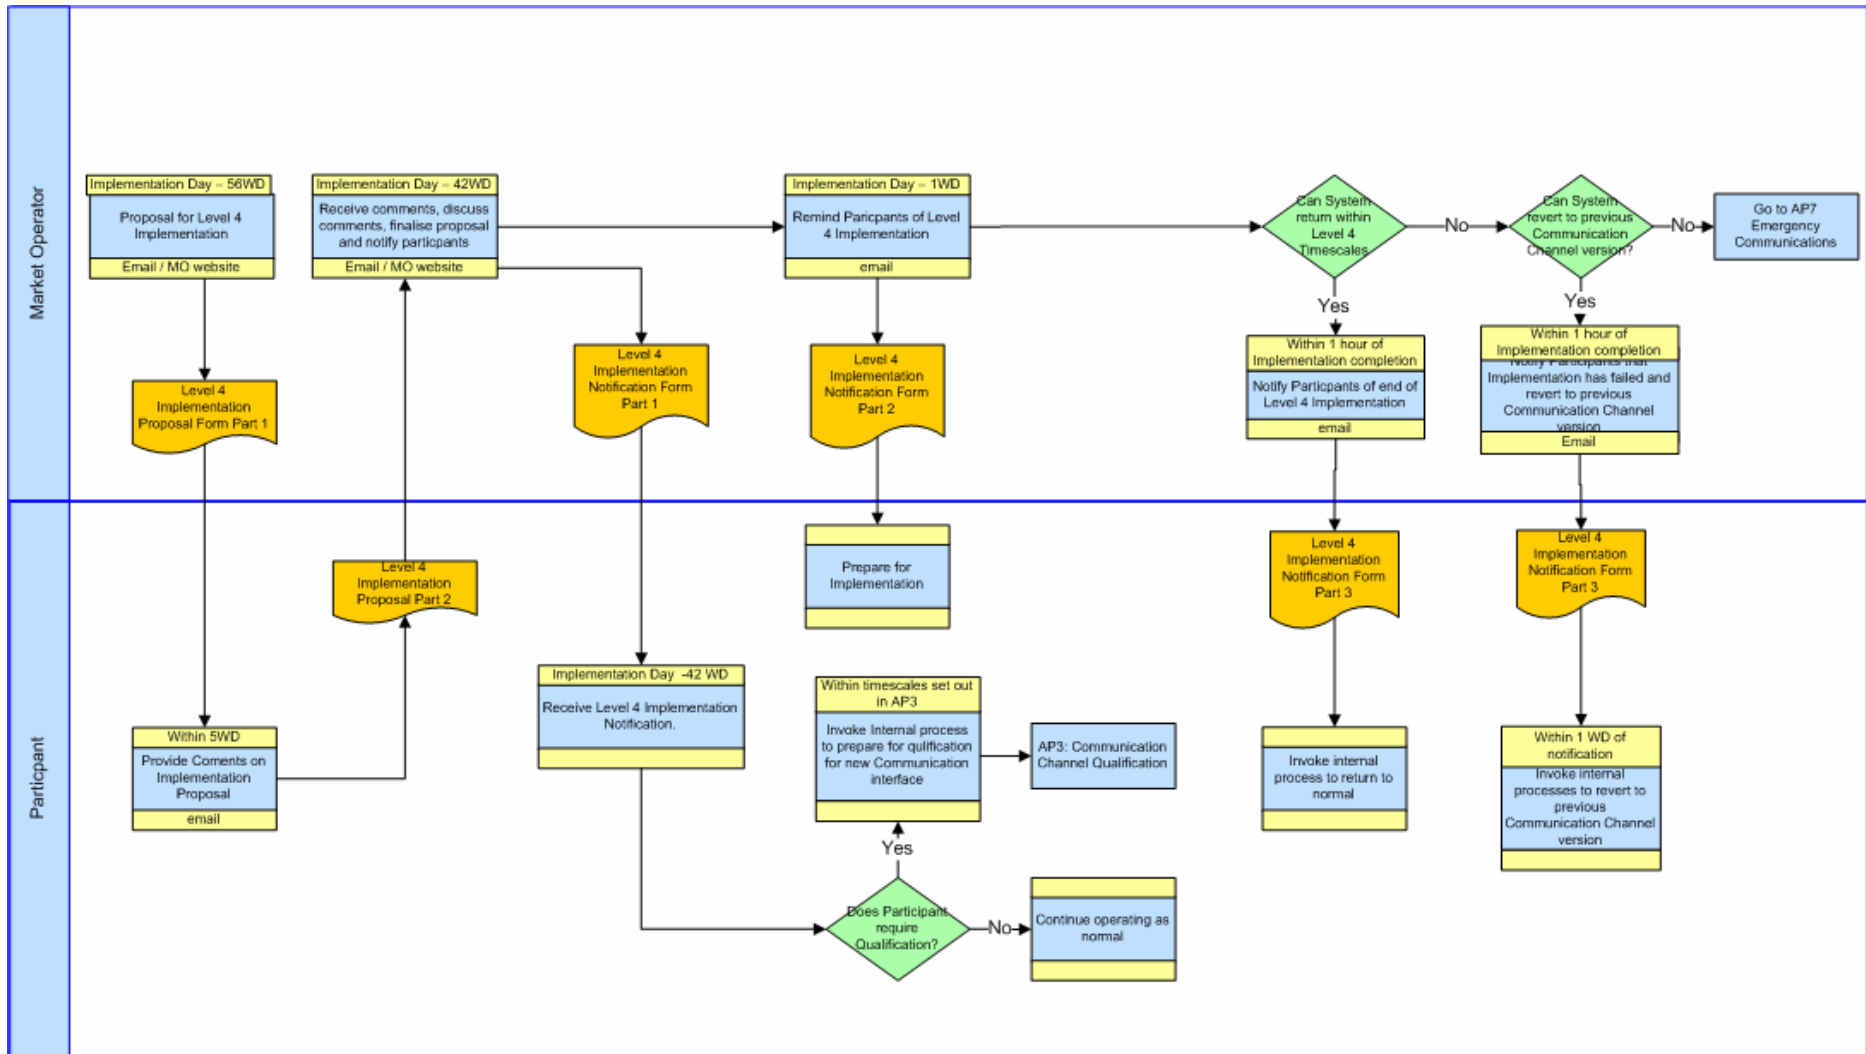 Market Operator
Implementation Day – 56WD
Proposal for Level 4
Implementation
Email / MO website
Implementation Day – 42WD
Receive comments, discuss
comments, finalise proposal
and notify particpants
Email / MO website
Implementation Day – 1WD
Remind Paricpants of Level
4 Implementation
email
Can System
return within
Level 4
Timescales
No
Can System
revert to previous
Communication
Channel version?
No
Go to AP7
Emergency
Communications
Yes
Yes
Level 4
Implementation
Proposal Form Part 1
Level 4
Implementation
Notification Form
Part 1
Level 4
Implementation
Notification Form
Part 2
Within 1 hour of
Implementation completion
Notify Particpants of end of
Level 4 Implementation
email
Within 1 hour of
Implementation completion
Notify Participants that
Implementation has failed and
revert to previous
Communication Channel
version
Email
Particpant
Level 4
Implementation
Proposal Part 2
Prepare for
Implementation
Level 4
Implementation
Notification Form
Part 3
Level 4
Implementation
Notification Form
Part 3
Within 5WD
Provide Coments on
Implementation
Proposal
email
Implementation Day -42 WD
Receive Level 4 Implementation
Notification.
Within timescales set out
in AP3
Invoke Internal process
to prepare for qulification
for new Communication
interface
AP3: Communication
Channel Qualification
Invoke internal
process to return to
normal
Within 1 WD of
notification
Invoke internal
processes to revert to
previous
Communication Channel
version
Yes
Does Participant
require
Qualification?
No
Continue operating as
normal